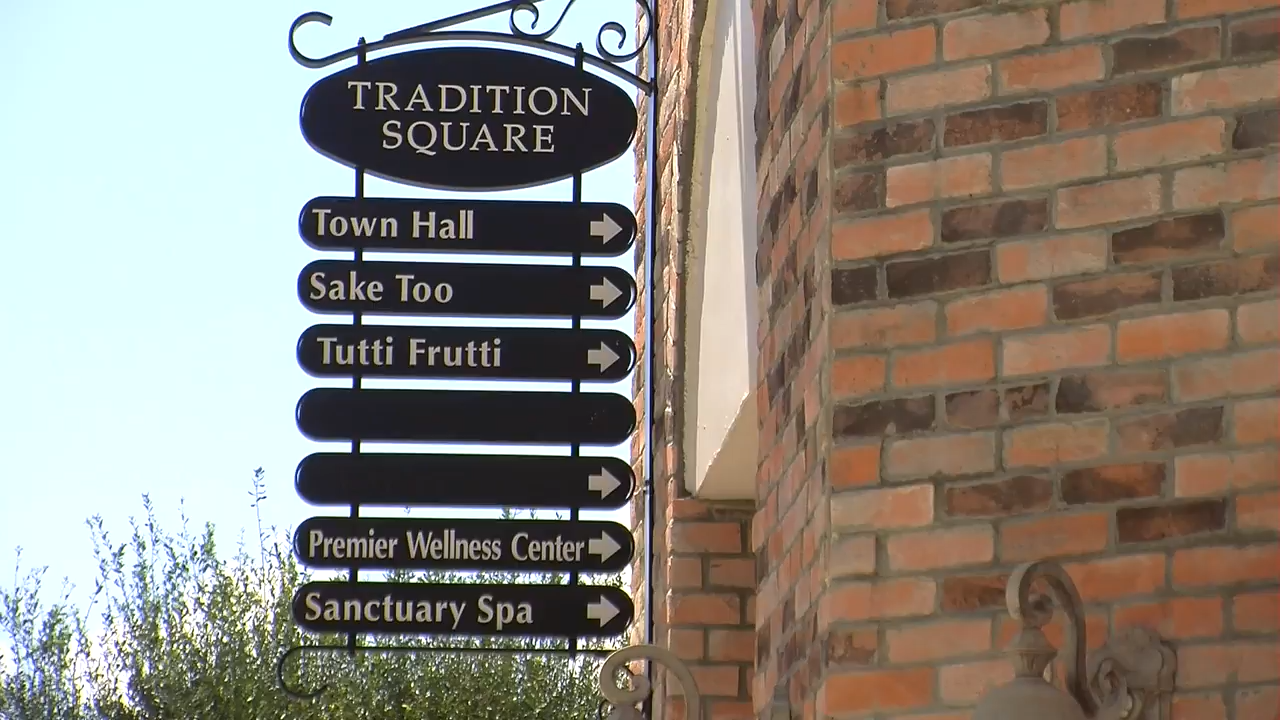 TRADITION
SQUARE
Town Hall
Sake Too
Tutti Frutti
Premier Wellness Center
Sanctuary Spa